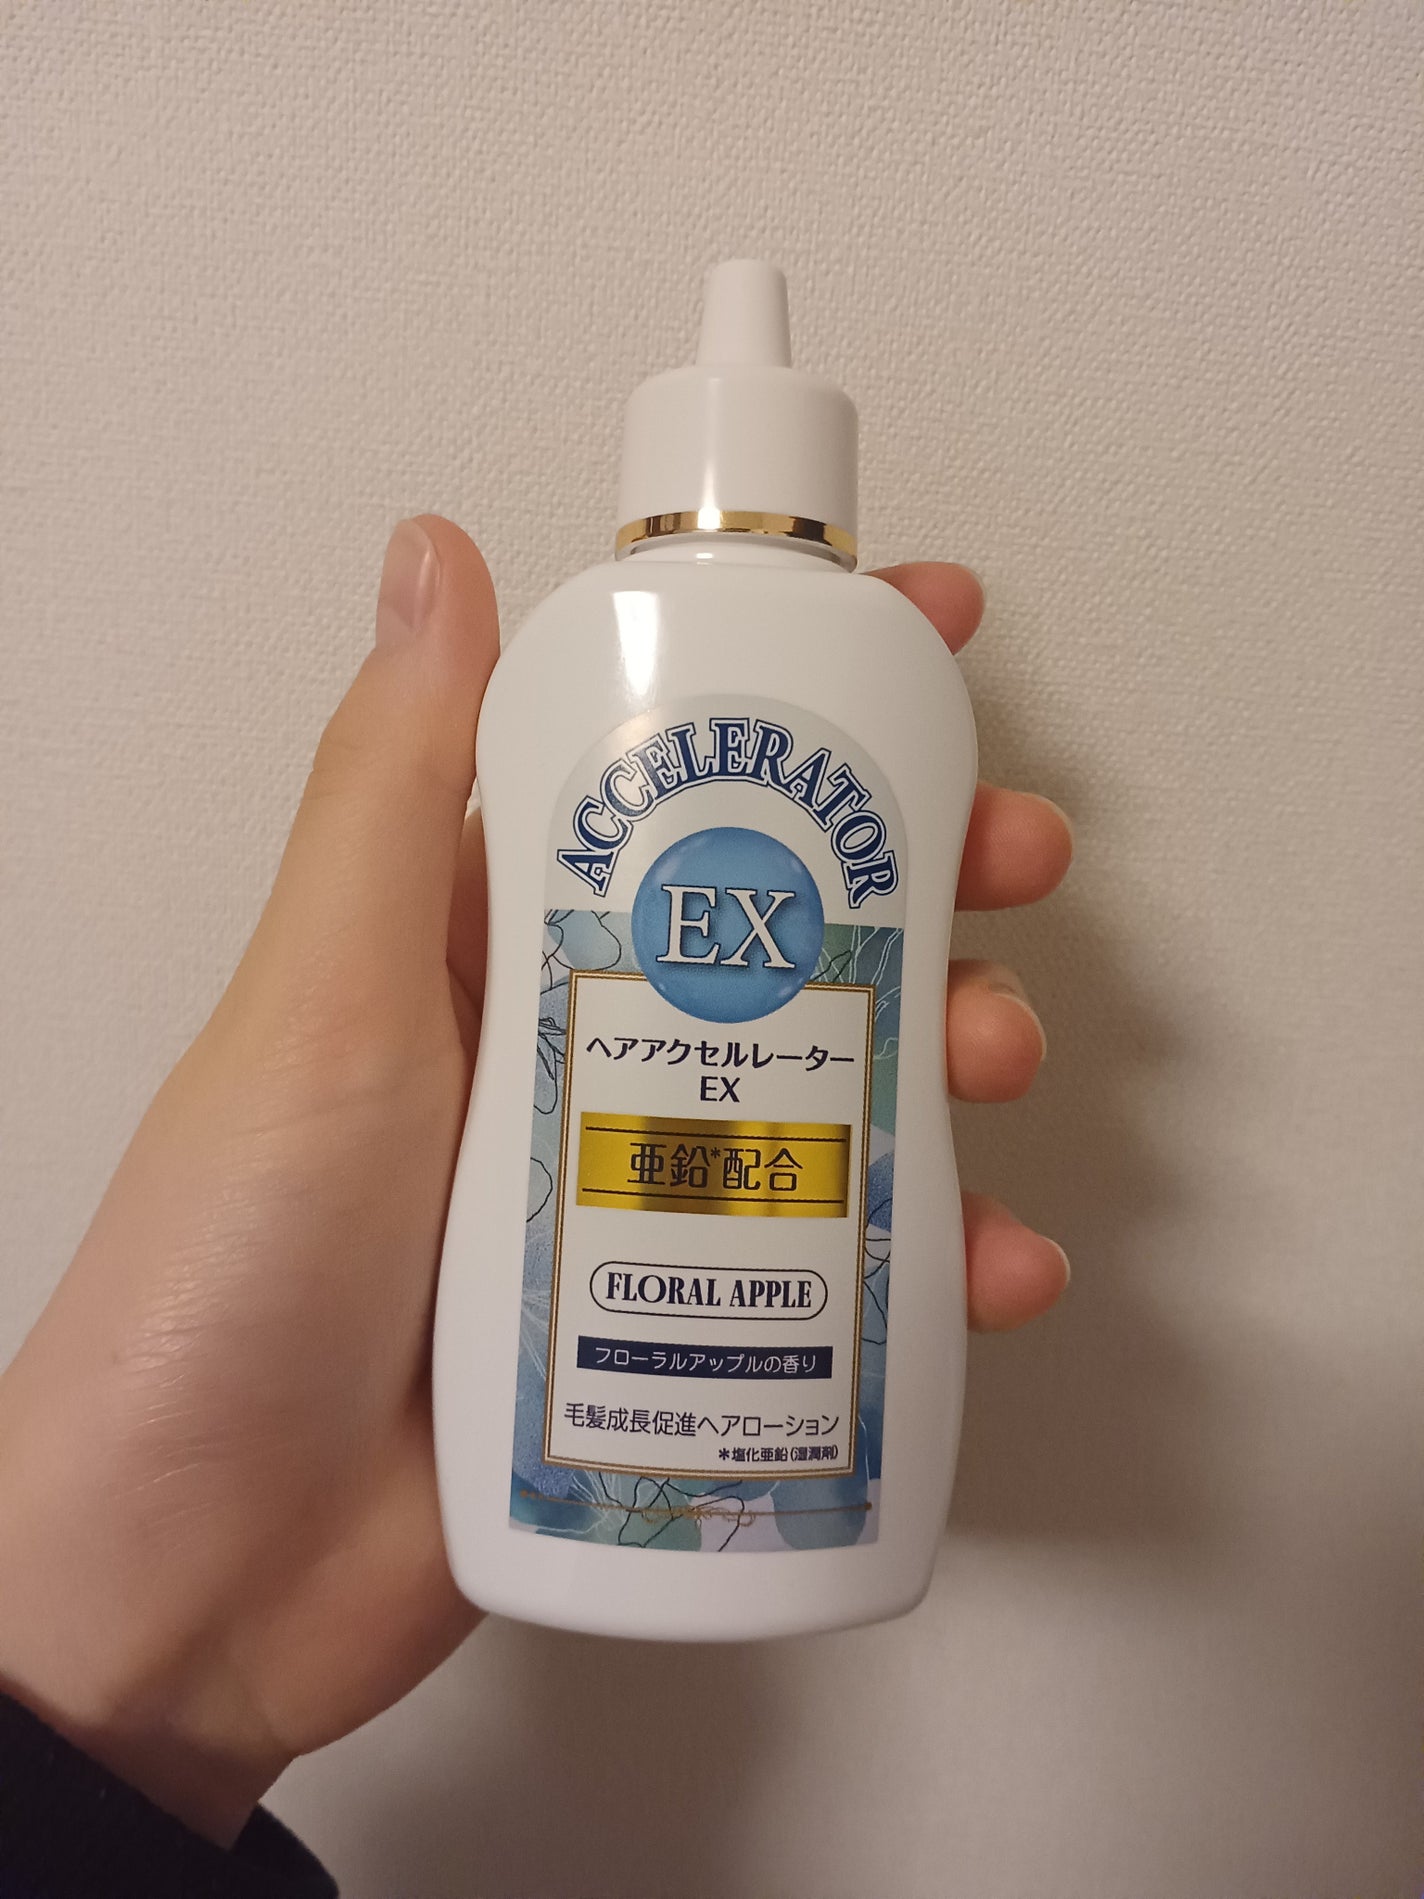 ACCELERATOR
EX
ヘアアクセルレーター
EX
亜鉛*配合
FLORAL APPLE
フローラルアップルの香り
毛髪成長促進ヘアローション
*塩化亜鉛(湿潤剤)